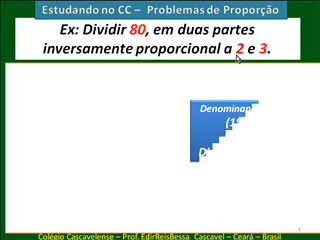 Estudando no CC – Problemas de Proporção
Ex: Dividir 80, em duas partes
inversamente proporcional a 2 e 3.
Colégio Cascavelense – Prof. EdirReisBessa Cascavel – Ceará – Brasil